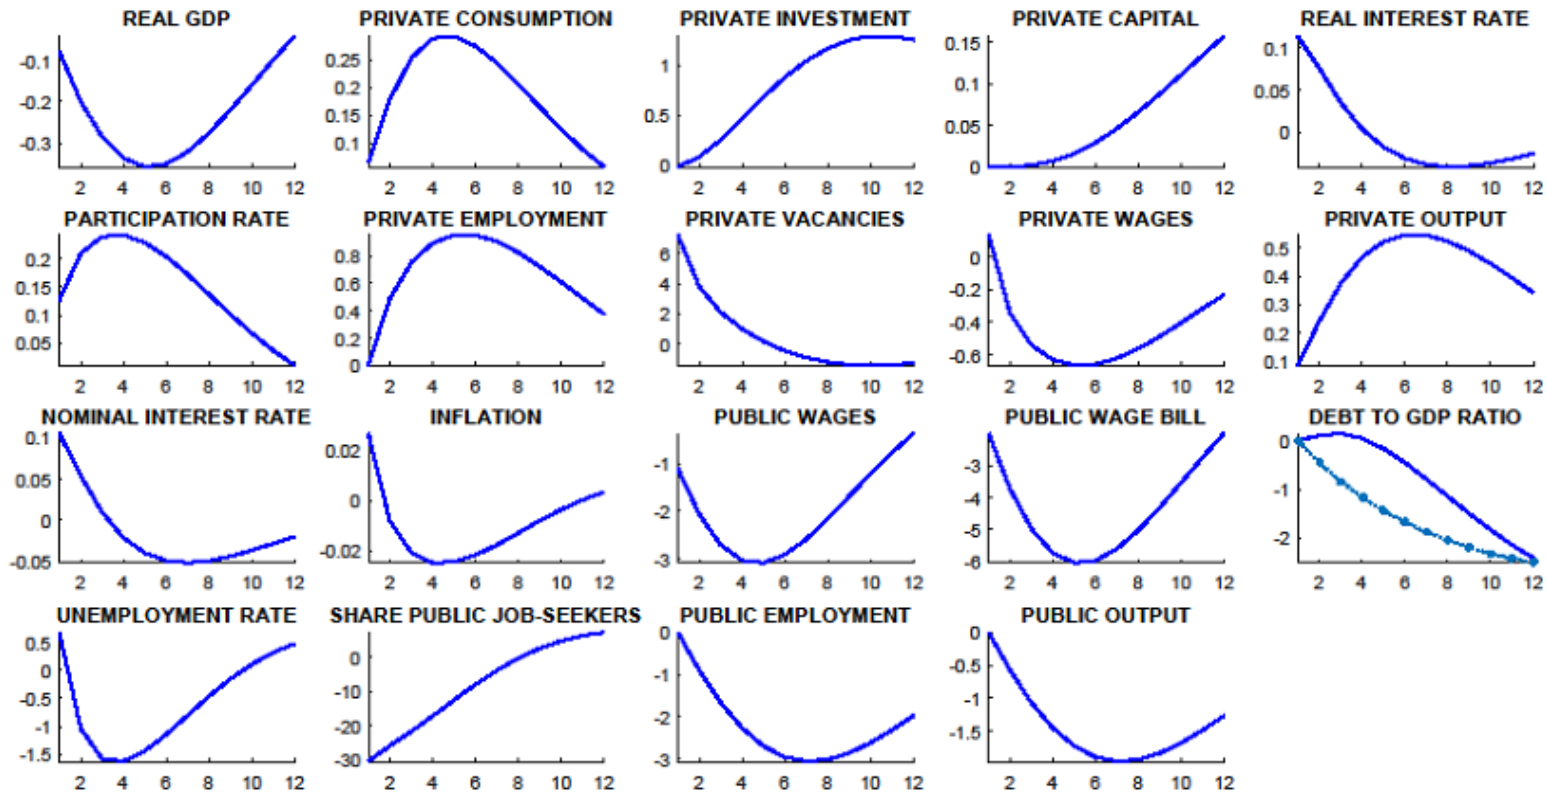 REAL GDP PRIVATE CONSUMPTION PRIVATE INVESTMENT PRIVATE CAPITAL REAL INTEREST RATE
-0.1 -0.2 -0.3
2 4 6 8 10 12
0.25 0.2 0.15 0.1
2 4 6 8 10 12
1 0.5 0
2 4 6 8 10 12
0.15 0.1 0.05 0
2 4 6 8 10 12
0.1 0.05 0
2 4 6 8 10 12
PARTICIPATION RATE PRIVATE EMPLOYMENT PRIVATE VACANCIES PRIVATE WAGES PRIVATE OUTPUT
0.2 0.15 0.1 0.05
2 4 6 8 10 12
0.8 0.6 0.4 0.2 0
2 4 6 8 10 12
6 4 2 0
2 4 6 8 10 12
0 -0.2 -0.4 -0.6
2 4 6 8 10 12
0.5 0.4 0.3 0.2 0.1
2 4 6 8 10 12
NOMINAL INTEREST RATE INFLATION PUBLIC WAGES PUBLIC WAGE BILL DEBT TO GDP RATIO
0.1 0.05 0 -0.05
2 4 6 8 10 12
0.02 0 -0.02
2 4 6 8 10 12
-1 -2 -3
2 4 6 8 10 12
-3 -4 -5 -6
2 4 6 8 10 12
0 -1 -2
2 4 6 8 10 12
UNEMPLOYMENT RATE SHARE PUBLIC JOB-SEEKERS PUBLIC EMPLOYMENT PUBLIC OUTPUT
0.5 0 -0.5 -1 -1.5
2 4 6 8 10 12
0 -10 -20 -30
2 4 6 8 10 12
0 -1 -2 -3
2 4 6 8 10 12
0 -0.5 -1 -1.5
2 4 6 8 10 12